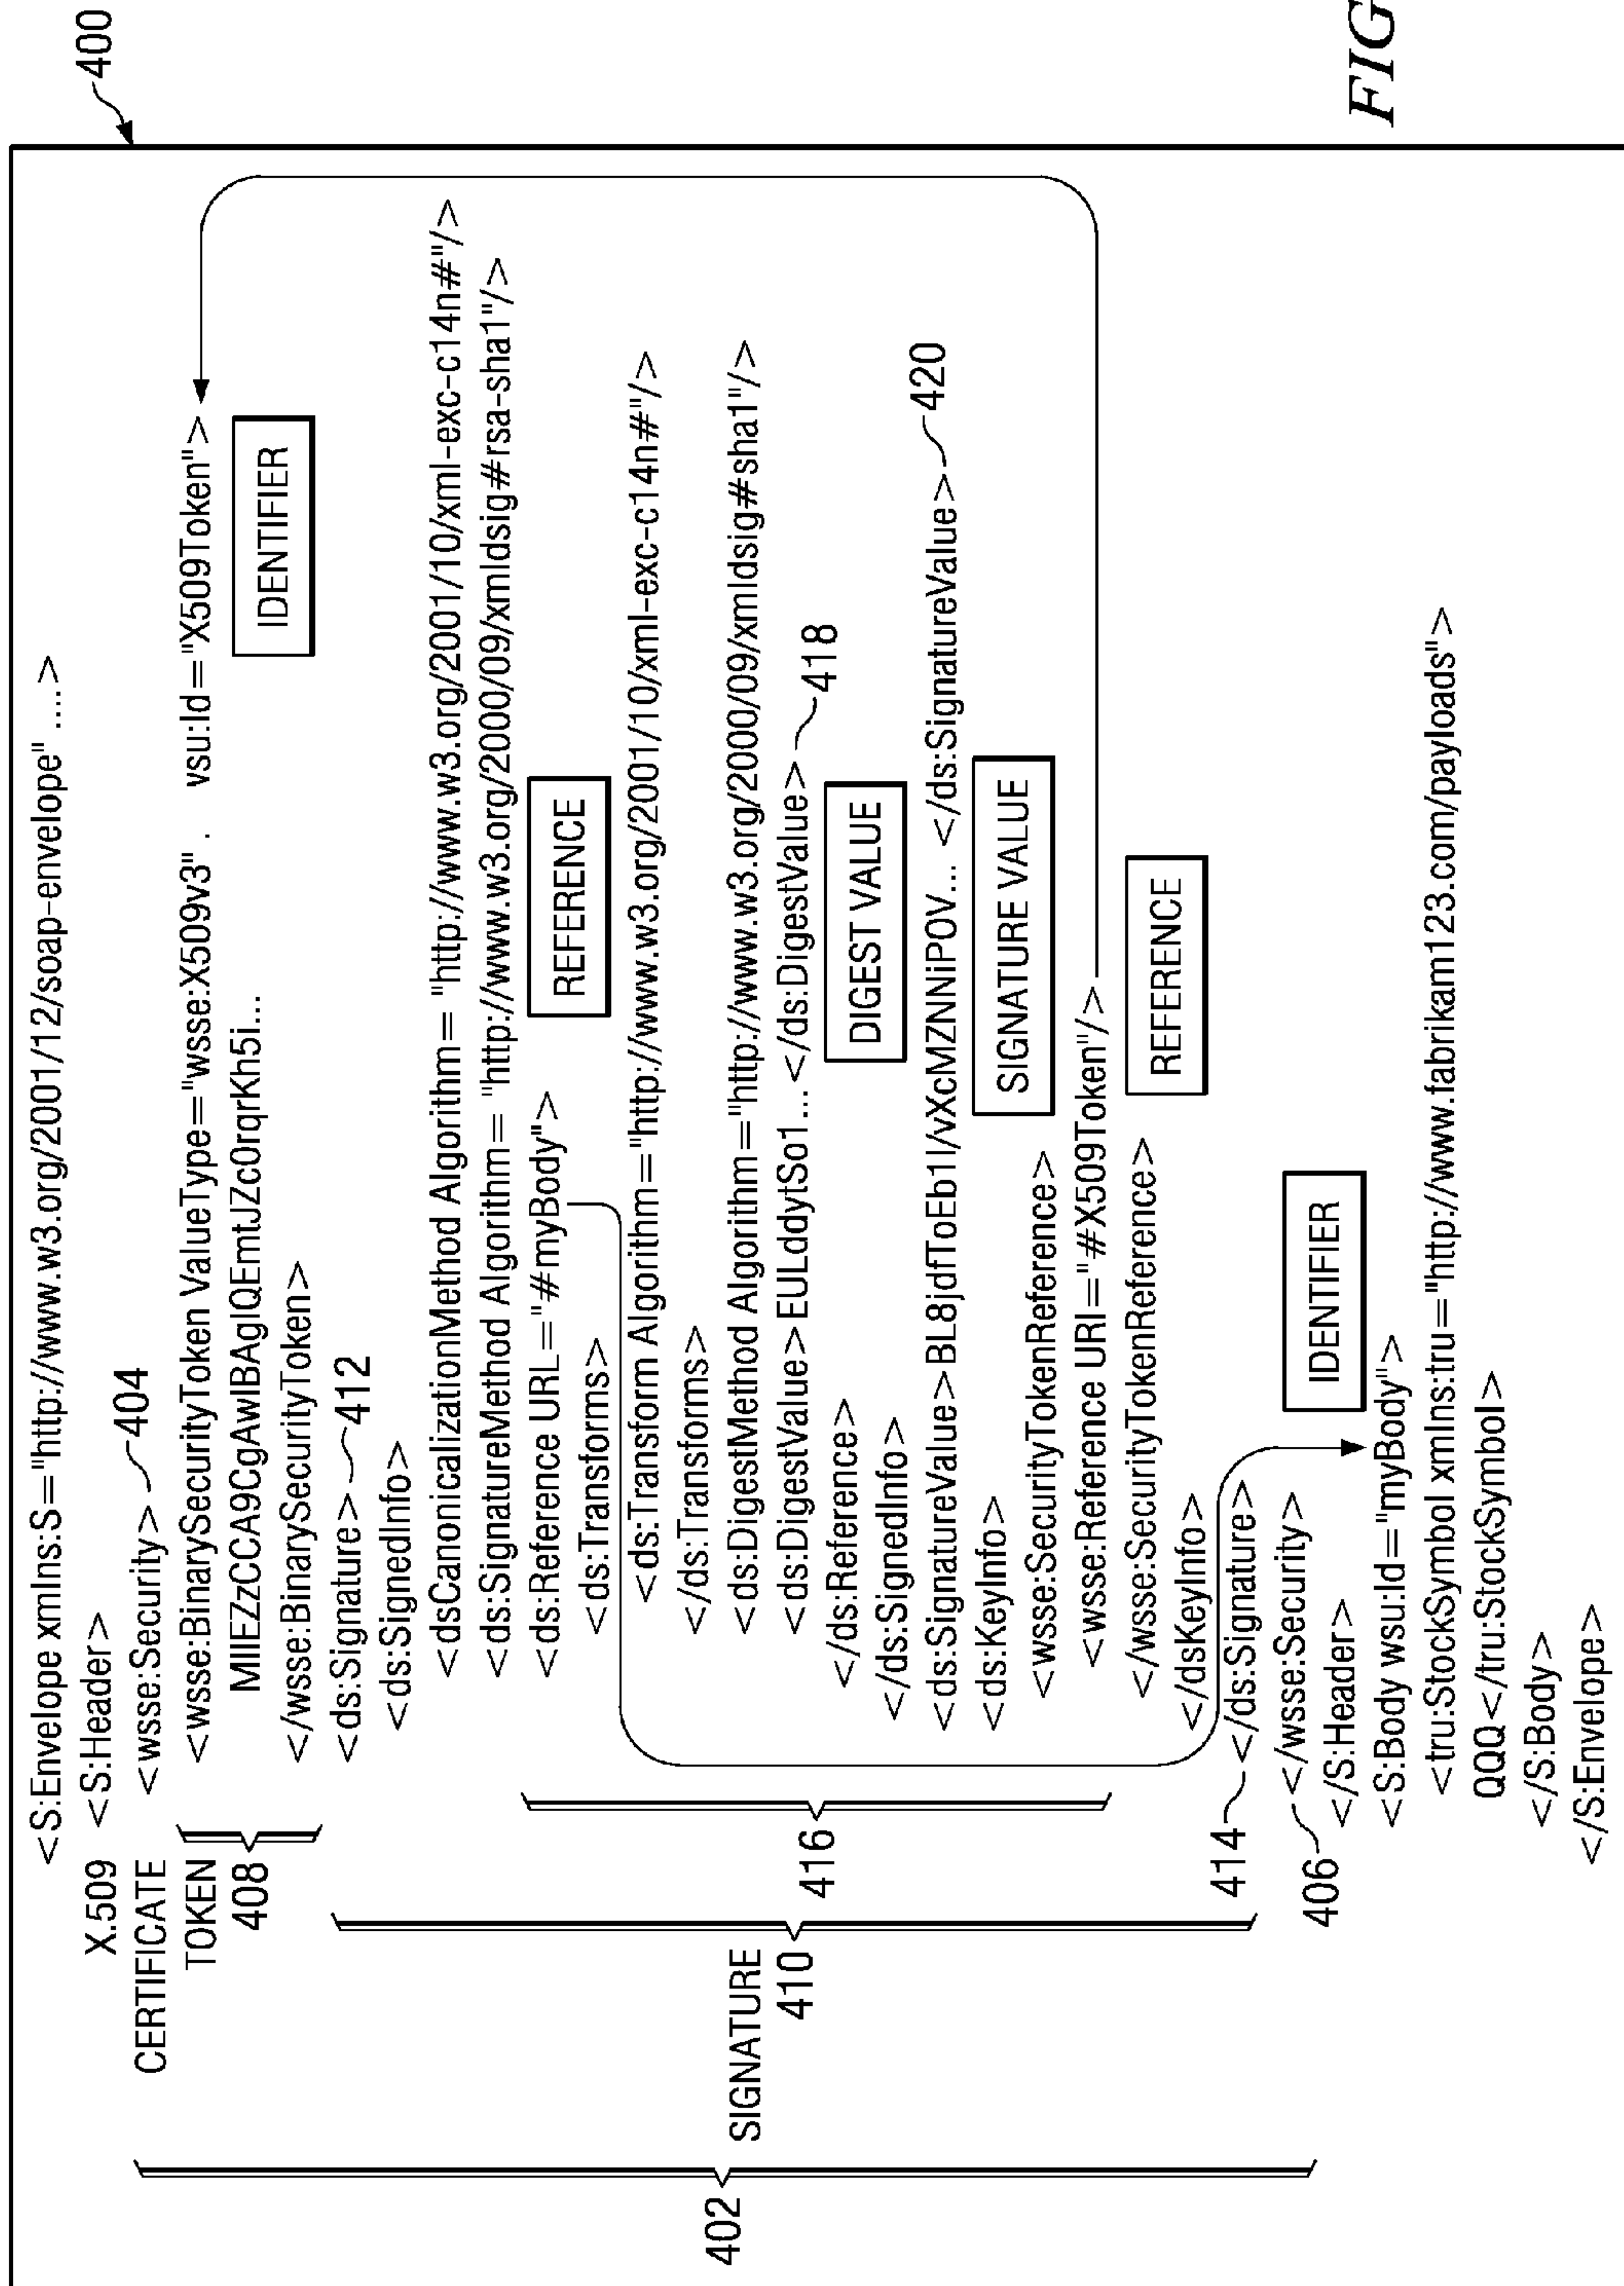 400
<S:Envelope xmlns:S="http://www.w3.org/2001/12/soap-envelope" ....>
<S:Header>
<wsse:Security> 404
X.509
CERTIFICATE
TOKEN
408
<wsse:BinarySecurityToken ValueType="wsse:X509v3" . vsu:Id="X509Token">
MIIEZzCCA9CgAwIBAgIQEmtJZc0rqrKh5i...
IDENTIFIER
</wsse:BinarySecurityToken>
<ds:Signature> 412
<ds:SignedInfo>
<dsCanonicalizationMethod Algorithm= "http://www.w3.org/2001/10/xml-exc-c14n#"/>
<ds:SignatureMethod Algorithm= "http://www.w3.org/2000/09/xmldsig#rsa-sha1"/>
<ds:Reference URL="#myBody">
REFERENCE
<ds:Transforms>
<ds:Transform Algorithm="http://www.w3.org/2001/10/xml-exc-c14n#"/>
</ds:Transforms>
<ds:DigestMethod Algorithm="http://www.w3.org/2000/09/xmldsig#sha1"/>
<ds:DigestValue>EULddytSo1... </ds:DigestValue> 418
DIGEST VALUE
</ds:Reference>
</ds:SignedInfo>
<ds:SignatureValue>BL8jdfToEb1l/vXcMZNNiPOV... </ds:SignatureValue> 420
SIGNATURE VALUE
<ds:KeyInfo>
<wsse:SecurityTokenReference>
<wsse:Reference URI="#X509Token"/>
REFERENCE
</wsse:SecurityTokenReference>
</dsKeyInfo>
414 </ds:Signature>
406 </wsse:Security>
</S:Header>
IDENTIFIER
<S:Body wsu:Id="myBody">
<tru:StockSymbol xmlns:tru="http://www.fabrikam123.com/payloads">
QQQ</tru:StockSymbol>
</S:Body>
</S:Envelope>
416
SIGNATURE
410
402
FIG